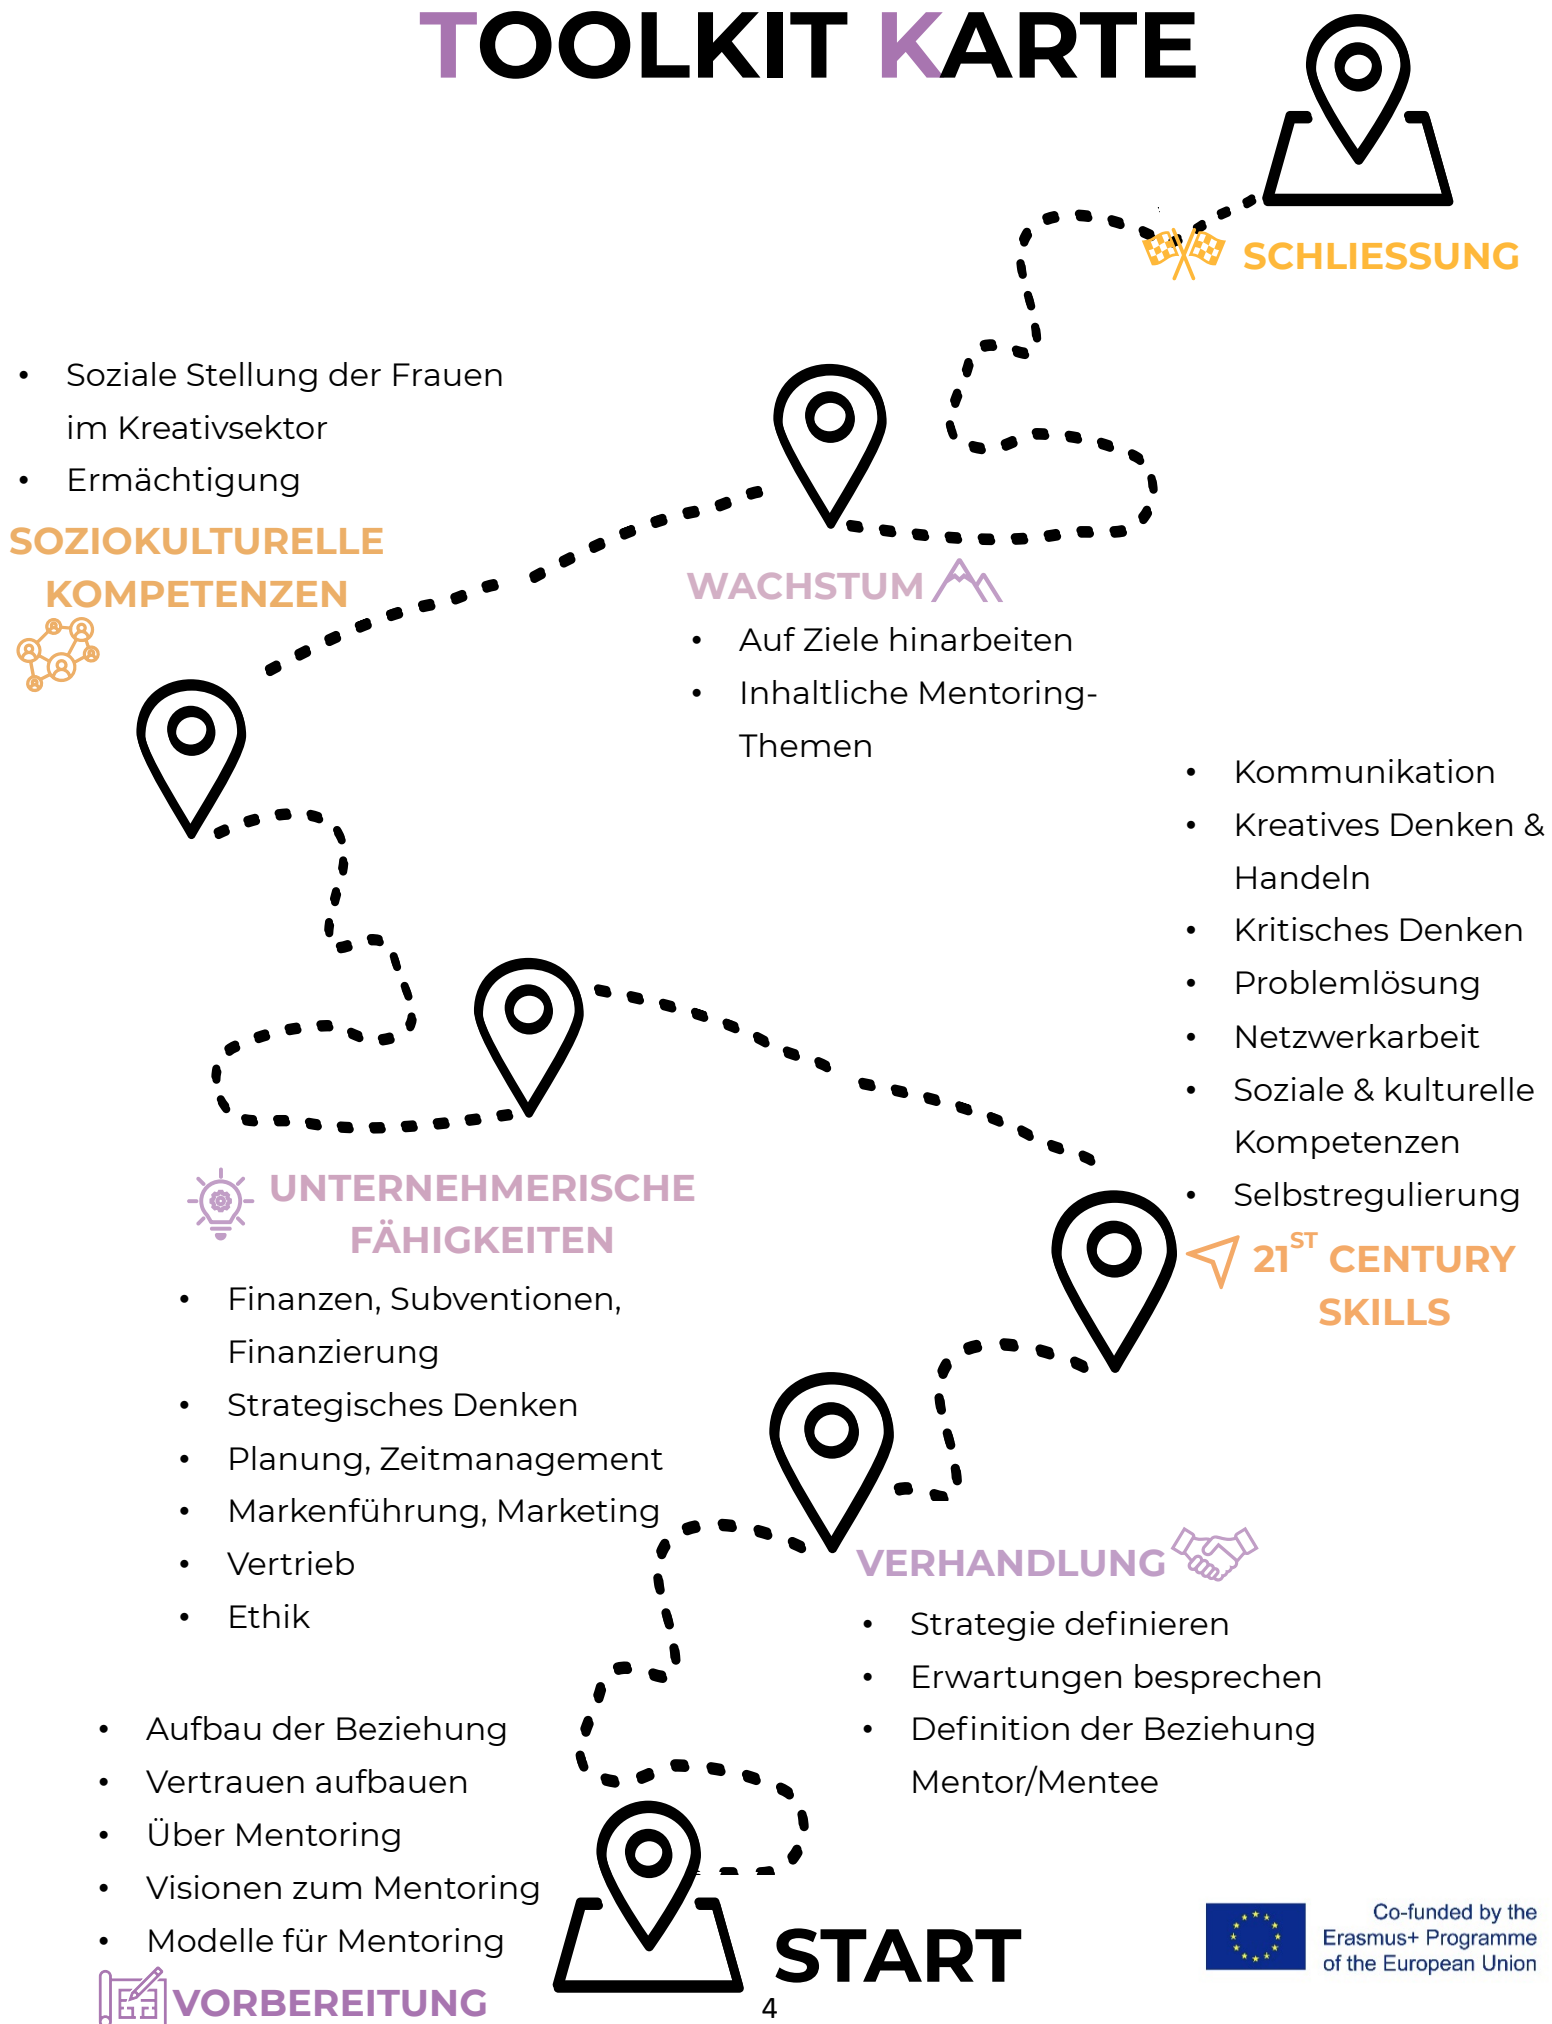 TOOLKIT KARTE
SCHLIESSUNG
• Soziale Stellung der Frauen
im Kreativsektor
• Ermächtigung
SOZIOKULTURELLE
KOMPETENZEN
WACHSTUM
• Auf Ziele hinarbeiten
• Inhaltliche Mentoring-
Themen
• Kommunikation
• Kreatives Denken &
Handeln
• Kritisches Denken
• Problemlösung
• Netzwerkarbeit
• Soziale & kulturelle
Kompetenzen
• Selbstregulierung
21ST CENTURY
SKILLS
UNTERNEHMERISCHE
FÄHIGKEITEN
• Finanzen, Subventionen,
Finanzierung
• Strategisches Denken
• Planung, Zeitmanagement
• Markenführung, Marketing
• Vertrieb
• Ethik
VERHANDLUNG
• Strategie definieren
• Erwartungen besprechen
• Definition der Beziehung
Mentor/Mentee
• Aufbau der Beziehung
• Vertrauen aufbauen
• Über Mentoring
• Visionen zum Mentoring
• Modelle für Mentoring
VORBEREITUNG
START
4
Co-funded by the
Erasmus+ Programme
of the European Union